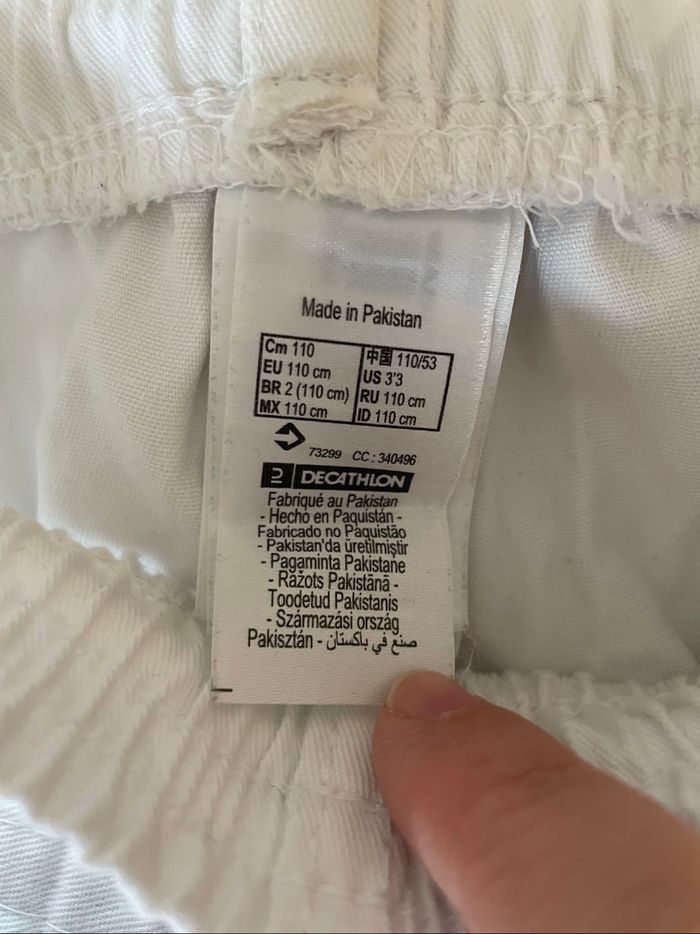 Made in Pakistan
Cm 110
EU 110 cm
BR 2 (110 cm)
MX 110 cm
中国 110/53
US 3'3
RU 110 cm
ID 110 cm
73299 CC : 340496
DECATHLON
Fabriqué au Pakistan
- Hecho en Paquistán -
Fabricado no Paquistão
- Pakistan'da üretilmiştir
- Pagaminta Pakistane
- Ražots Pakistānā -
Toodetud Pakistanis
- Származási ország
Pakisztán - صنع في باكستان